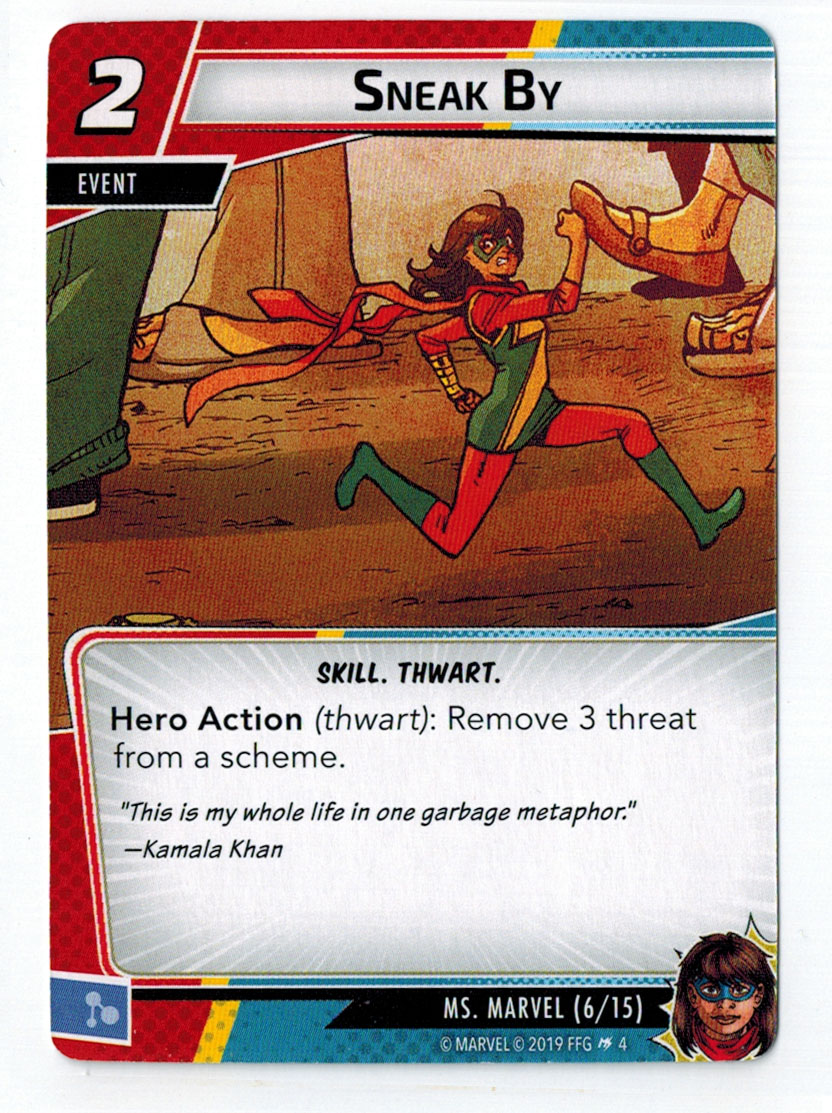 2
SNEAK BY
EVENT
SKILL. THWART.
Hero Action (thwart): Remove 3 threat
from a scheme.
"This is my whole life in one garbage metaphor."
—Kamala Khan
MS. MARVEL (6/15)
© MARVEL © 2019 FFG 4